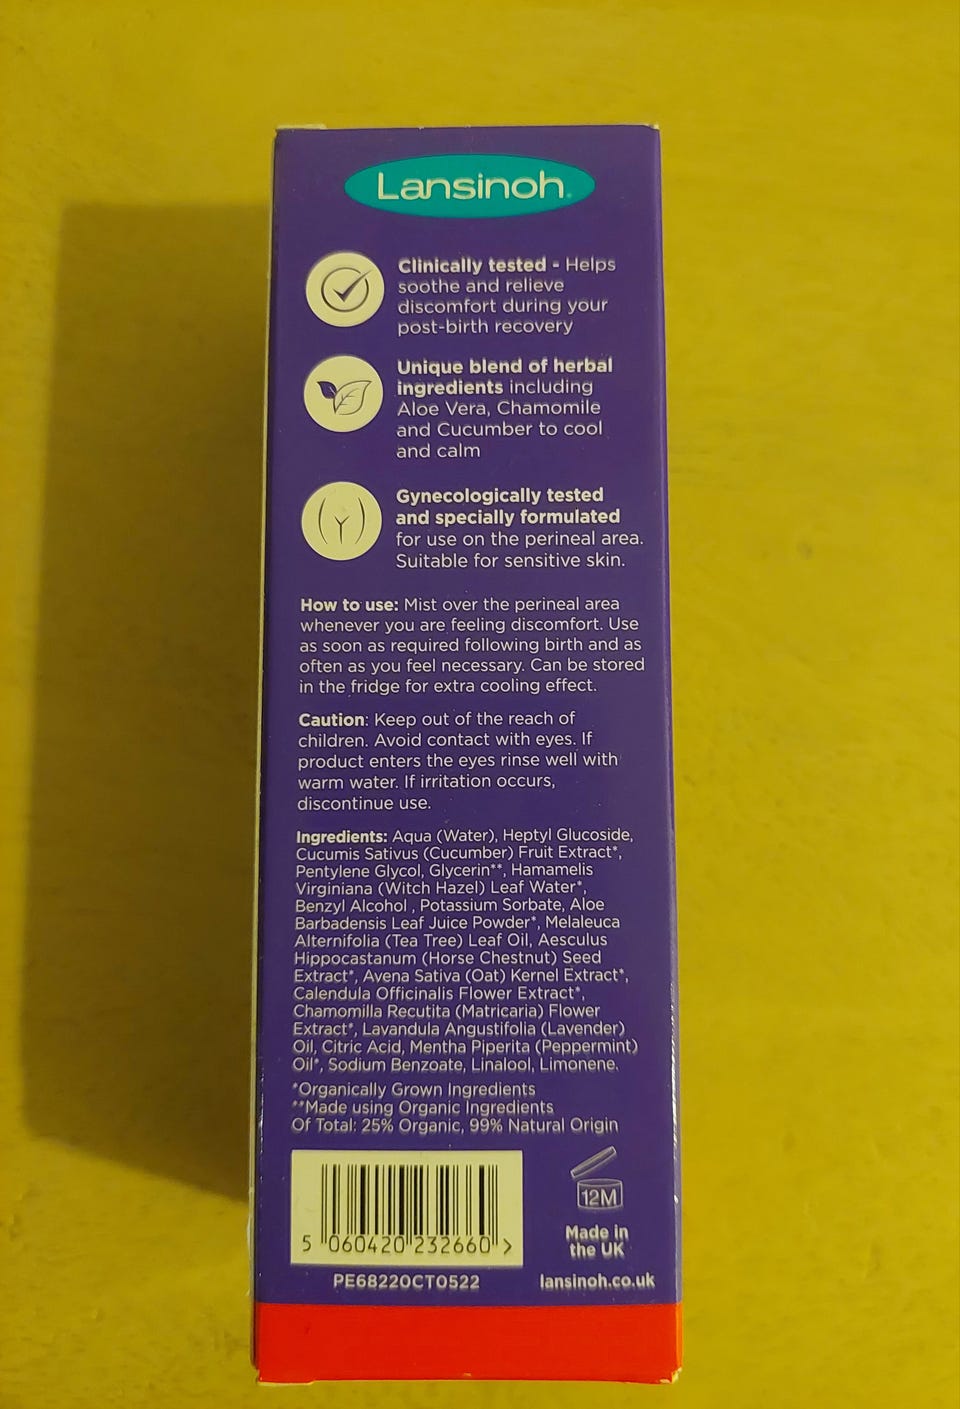 Lansinoh®
Clinically tested - Helps
soothe and relieve
discomfort during your
post-birth recovery
Unique blend of herbal
ingredients including
Aloe Vera, Chamomile
and Cucumber to cool
and calm
Gynecologically tested
and specially formulated
for use on the perineal area.
Suitable for sensitive skin.
How to use: Mist over the perineal area
whenever you are feeling discomfort. Use
as soon as required following birth and as
often as you feel necessary. Can be stored
in the fridge for extra cooling effect.
Caution: Keep out of the reach of
children. Avoid contact with eyes. If
product enters the eyes rinse well with
warm water. If irritation occurs,
discontinue use.
Ingredients: Aqua (Water), Heptyl Glucoside,
Cucumis Sativus (Cucumber) Fruit Extract*,
Pentylene Glycol, Glycerin**, Hamamelis
Virginiana (Witch Hazel) Leaf Water*,
Benzyl Alcohol , Potassium Sorbate, Aloe
Barbadensis Leaf Juice Powder*, Melaleuca
Alternifolia (Tea Tree) Leaf Oil, Aesculus
Hippocastanum (Horse Chestnut) Seed
Extract*, Avena Sativa (Oat) Kernel Extract*,
Calendula Officinalis Flower Extract*,
Chamomilla Recutita (Matricaria) Flower
Extract*, Lavandula Angustifolia (Lavender)
Oil, Citric Acid, Mentha Piperita (Peppermint)
Oil*, Sodium Benzoate, Linalool, Limonene.
*Organically Grown Ingredients
**Made using Organic Ingredients
Of Total: 25% Organic, 99% Natural Origin
12M
Made in
the UK
5 060420 232660 >
PE68220CT0522
lansinoh.co.uk